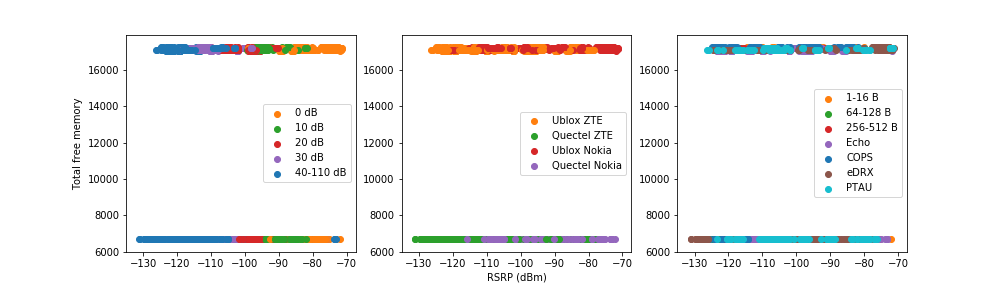 Total free memory
16000
14000
12000
10000
8000
6000
−130 −120 −110 −100 −90 −80 −70
0 dB
10 dB
20 dB
30 dB
40-110 dB
16000
14000
12000
10000
8000
6000
−130 −120 −110 −100 −90 −80 −70
RSRP (dBm)
Ublox ZTE
Quectel ZTE
Ublox Nokia
Quectel Nokia
16000
14000
12000
10000
8000
6000
−130 −120 −110 −100 −90 −80 −70
1-16 B
64-128 B
256-512 B
Echo
COPS
eDRX
PTAU